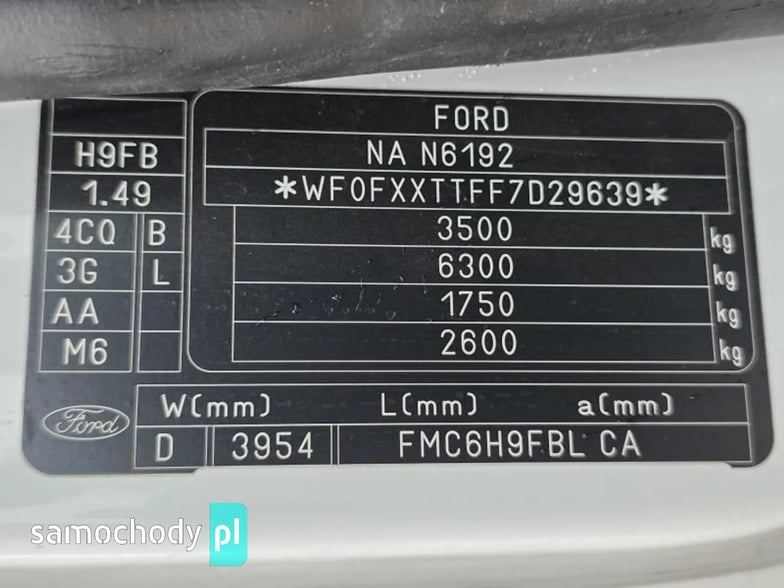 FORD
H9FB
NA N6192
1.49
*WF0FXXTTFF7D29639*
4CQ B 3500 kg
3G L 6300 kg
AA 1750 kg
M6 2600 kg
Ford W(mm) L(mm) a(mm)
D 3954 FMC6H9FBL CA
samochody pl